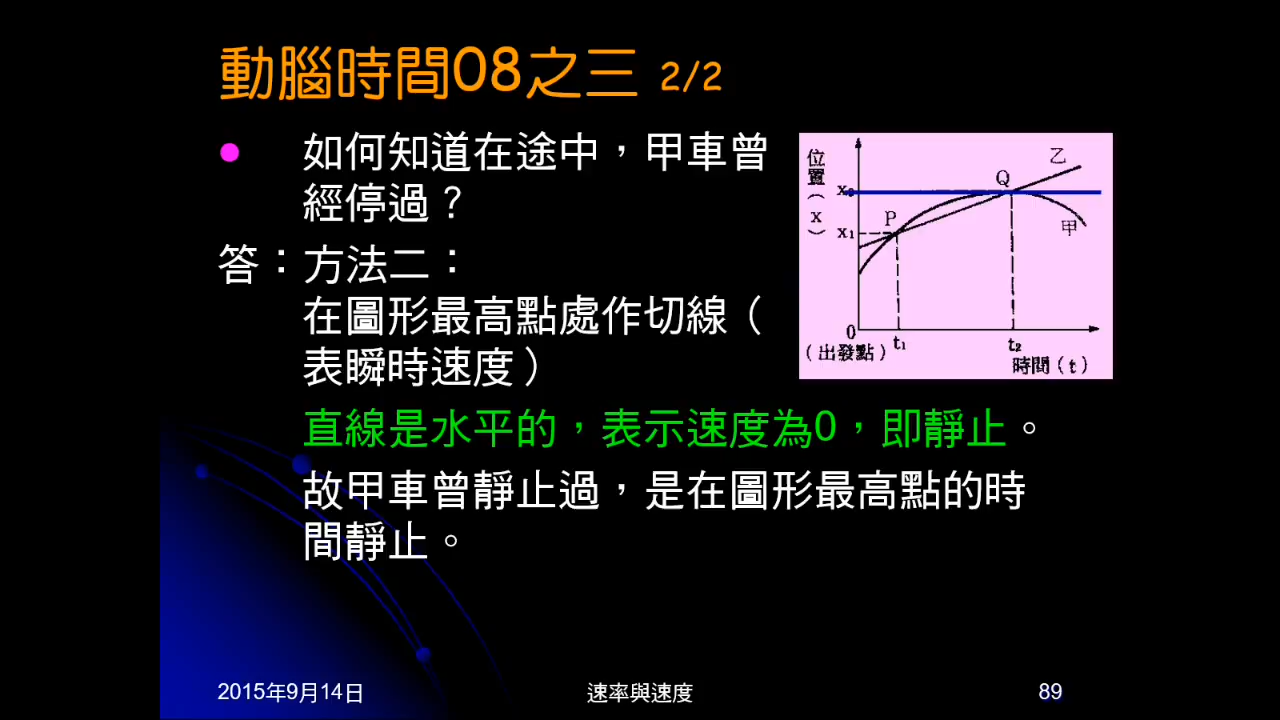 動腦時間08之三 2/2
如何知道在途中，甲車曾
經停過？
答：方法二：
在圖形最高點處作切線（
表瞬時速度）
直線是水平的，表示速度為0，即靜止。
故甲車曾靜止過，是在圖形最高點的時
間靜止。
位置(x)
乙
Q
P
x₁
甲
0
t₁
t₂
(出發點)
時間(t)
2015年9月14日
速率與速度
89